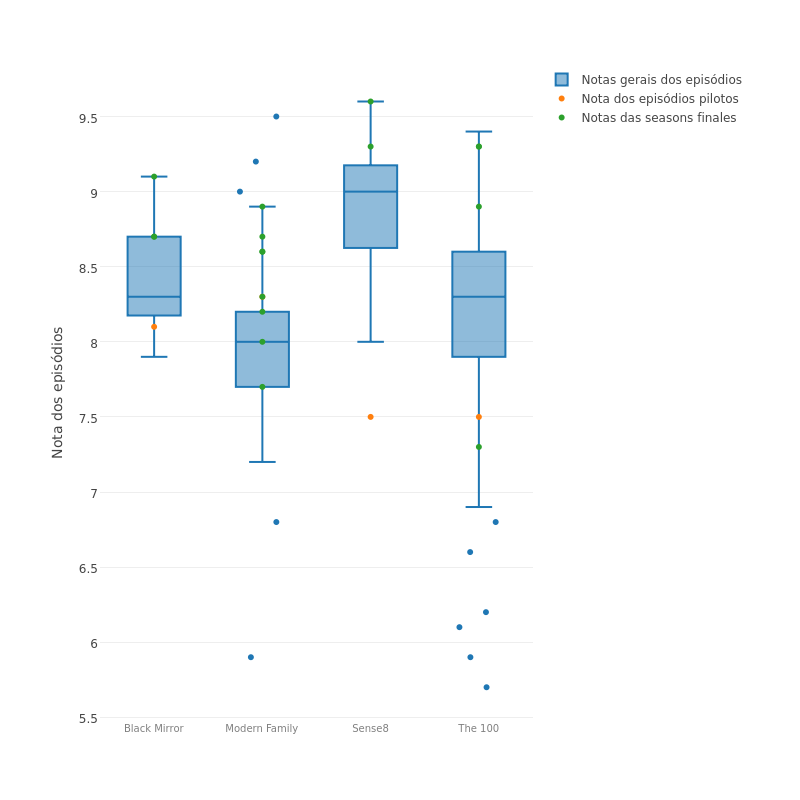 Notas gerais dos episódios
Nota dos episódios pilotos
Notas das seasons finales
Nota dos episódios
9.5
9
8.5
8
7.5
7
6.5
6
5.5
Black Mirror
Modern Family
Sense8
The 100